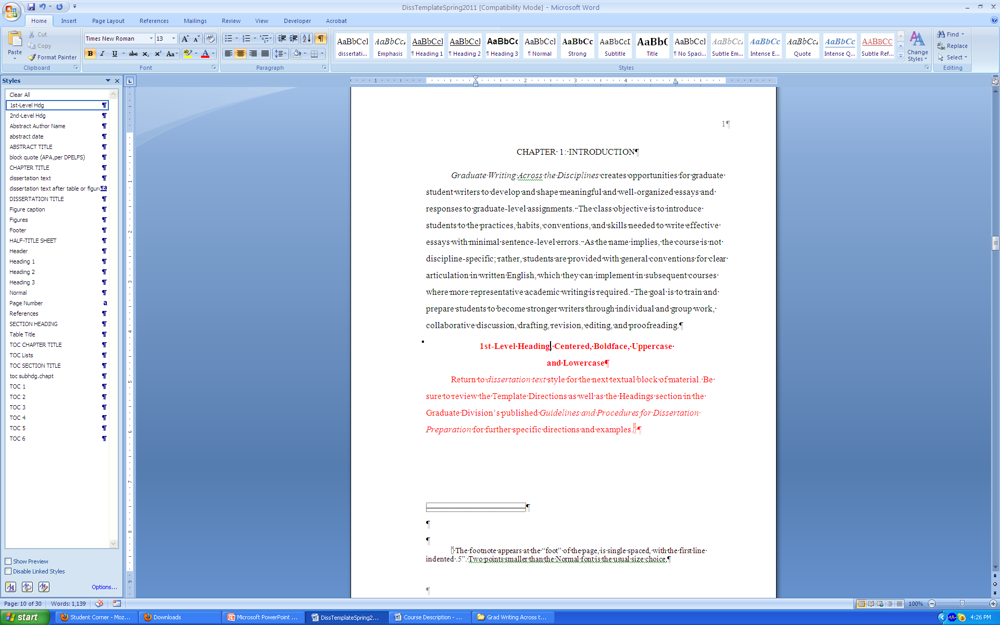 DissTemplateSpring2011 [Compatibility Mode] - Microsoft Word
Home Insert Page Layout References Mailings Review View Developer Acrobat
Paste
Cut
Copy
Format Painter
Clipboard
Times New Roman 13
Font
Paragraph
AaBbCcI AaBbCcI AaBbCcI AaBbCcI AaBbCc AaBbCcI AaBbCc AaBbCcI AaBbC AaBbCcI AaBbCcI AaBbCc AaBbCcI AaBbCc AABBCC
dissertati... Emphasis ¶ Heading 1 ¶ Heading 2 ¶ Heading 3 ¶ Normal Strong Subtitle Title ¶ No Spaci... Subtle Em... Intense E... Quote Intense Q... Subtle Ref...
Change
Styles
Styles
Find
Replace
Select
Editing
Styles
Clear All
1st-Level Hdg ¶
2nd-Level Hdg ¶
Abstract Author Name ¶
abstract date ¶
ABSTRACT TITLE ¶
block quote (APA,per DPELFS) ¶
CHAPTER TITLE ¶
dissertation text ¶
dissertation text after table or figur ¶a
DISSERTATION TITLE ¶
Figure caption ¶
Figures ¶
Footer ¶
HALF-TITLE SHEET ¶
Header ¶
Heading 1 ¶
Heading 2 ¶
Heading 3 ¶
Normal ¶
Page Number a
References ¶
SECTION HEADING ¶
Table Title ¶
TOC CHAPTER TITLE ¶
TOC Lists ¶
TOC SECTION TITLE ¶
toc subhdg.chapt ¶
TOC 1 ¶
TOC 2 ¶
TOC 3 ¶
TOC 4 ¶
TOC 5 ¶
TOC 6 ¶
Show Preview
Disable Linked Styles
Options...
1 2 3 4 5
1 2 3 4 5 6 7 8 9
1¶
CHAPTER 1: INTRODUCTION¶
Graduate Writing Across the Disciplines creates opportunities for graduate
student writers to develop and shape meaningful and well-organized essays and
responses to graduate-level assignments. The class objective is to introduce
students to the practices, habits, conventions, and skills needed to write effective
essays with minimal sentence-level errors. As the name implies, the course is not
discipline-specific; rather, students are provided with general conventions for clear
articulation in written English, which they can implement in subsequent courses
where more representative academic writing is required. The goal is to train and
prepare students to become stronger writers through individual and group work,
collaborative discussion, drafting, revision, editing, and proofreading.¶
1st-Level Heading, Centered, Boldface, Uppercase
and Lowercase¶
Return to dissertation text style for the next textual block of material. Be
sure to review the Template Directions as well as the Headings section in the
Graduate Division’s published Guidelines and Procedures for Dissertation
Preparation for further specific directions and examples. ¶
¶
¶
¶
The footnote appears at the “foot” of the page, is single spaced, with the first line
indented .5”. Two points smaller than the Normal font is the usual size choice.¶
¶
Page: 10 of 30 Words: 1,139 100%
start Student Corner - Moz... Downloads Microsoft PowerPoint ... DissTemplateSpring2... Course Description - ... Grad Writing Across t... 4:26 PM